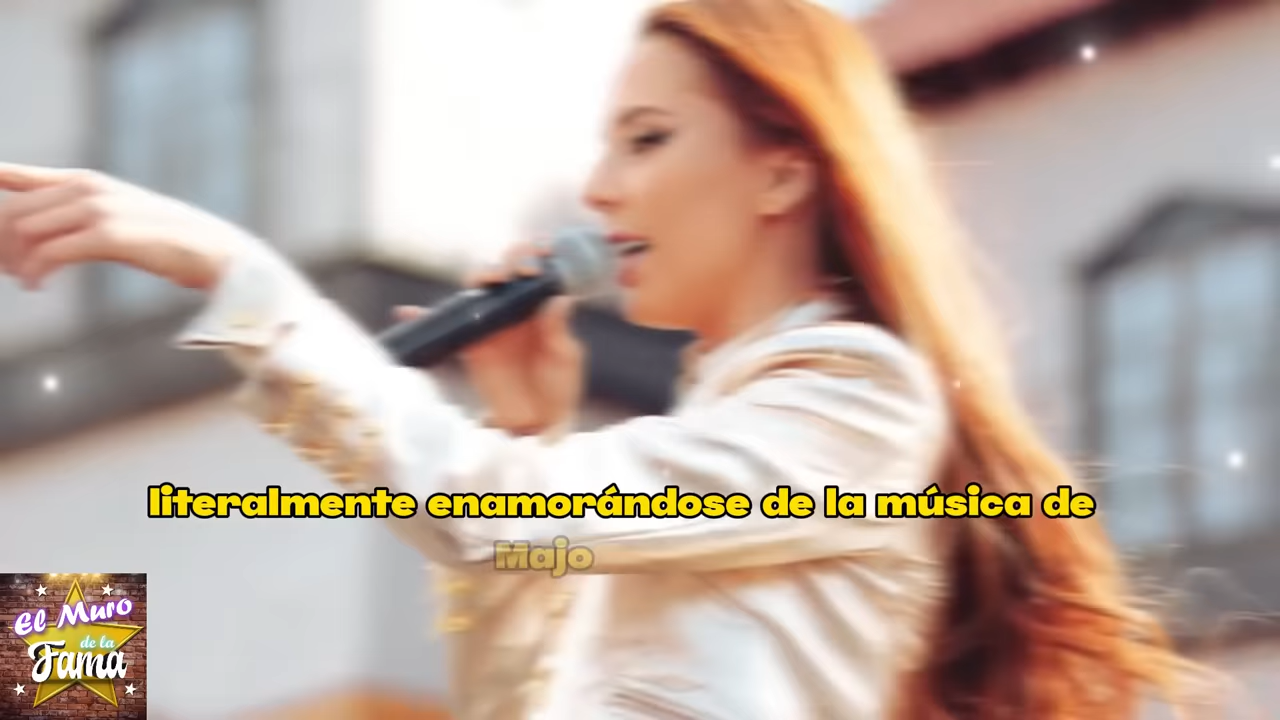 literalmente enamorándose de la música de
Majo
El Muro
de la
Fama